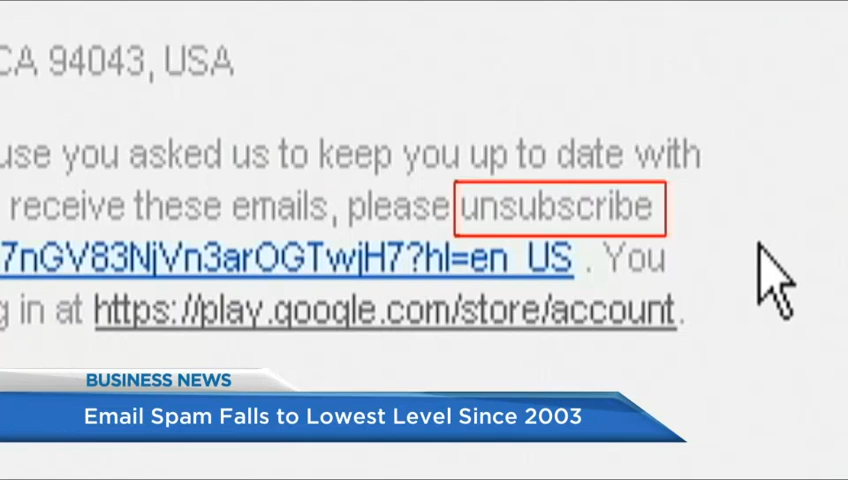 CA 94043, USA
use you asked us to keep you up to date with
receive these emails, please unsubscribe
7nGV83NjVn3arOGTwjH7?hl=en_US . You
g in at https://play.google.com/store/account.
BUSINESS NEWS
Email Spam Falls to Lowest Level Since 2003